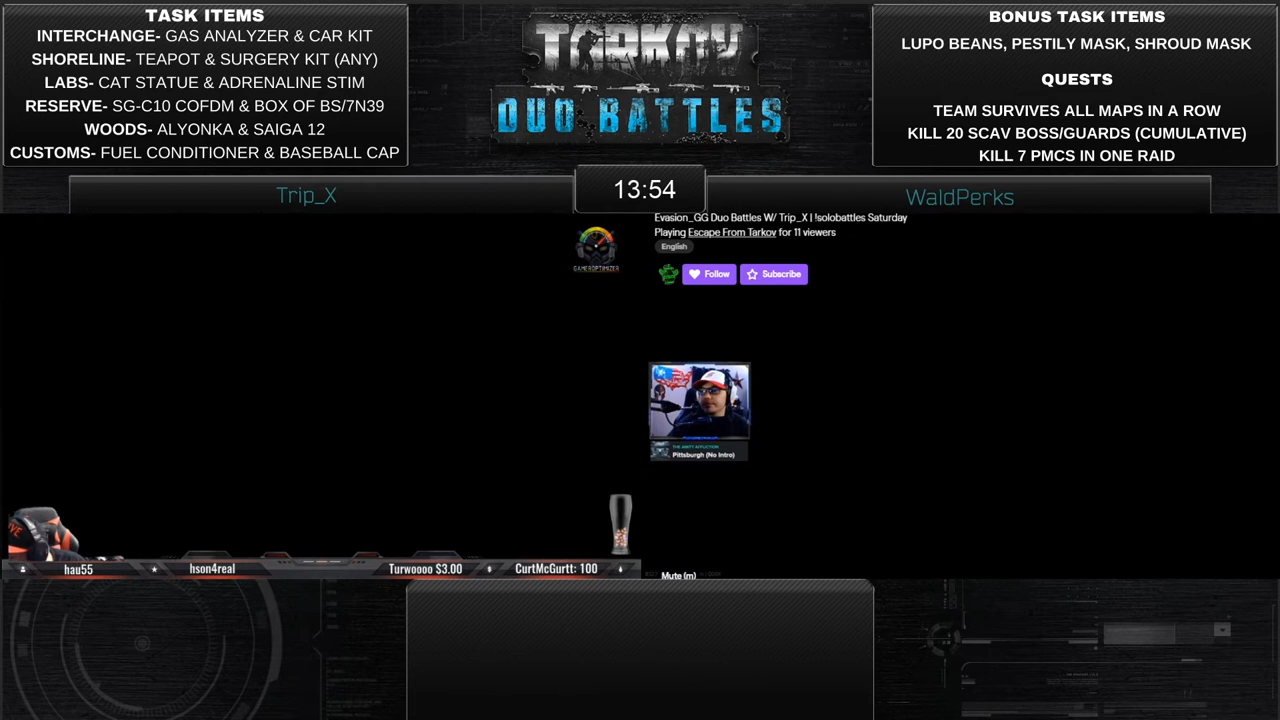 TASK ITEMS
INTERCHANGE- GAS ANALYZER & CAR KIT
SHORELINE- TEAPOT & SURGERY KIT (ANY)
LABS- CAT STATUE & ADRENALINE STIM
RESERVE- SG-C10 COFDM & BOX OF BS/7N39
WOODS- ALYONKA & SAIGA 12
CUSTOMS- FUEL CONDITIONER & BASEBALL CAP
TARKOV
DUO BATTLES
BONUS TASK ITEMS
LUPO BEANS, PESTILY MASK, SHROUD MASK
QUESTS
TEAM SURVIVES ALL MAPS IN A ROW
KILL 20 SCAV BOSS/GUARDS (CUMULATIVE)
KILL 7 PMCS IN ONE RAID
Trip_X
13:54
WaldPerks
Evasion_GG Duo Battles W/ Trip_X | !solobattles Saturday
Playing Escape From Tarkov for 11 viewers
English
GAMEROPTIMIZER
Follow
Subscribe
THE AMITY AFFLICTION
Pittsburgh (No Intro)
hau55
hson4real
Turwoooo $3.00
CurtMcGurtt: 100
Mute (m)